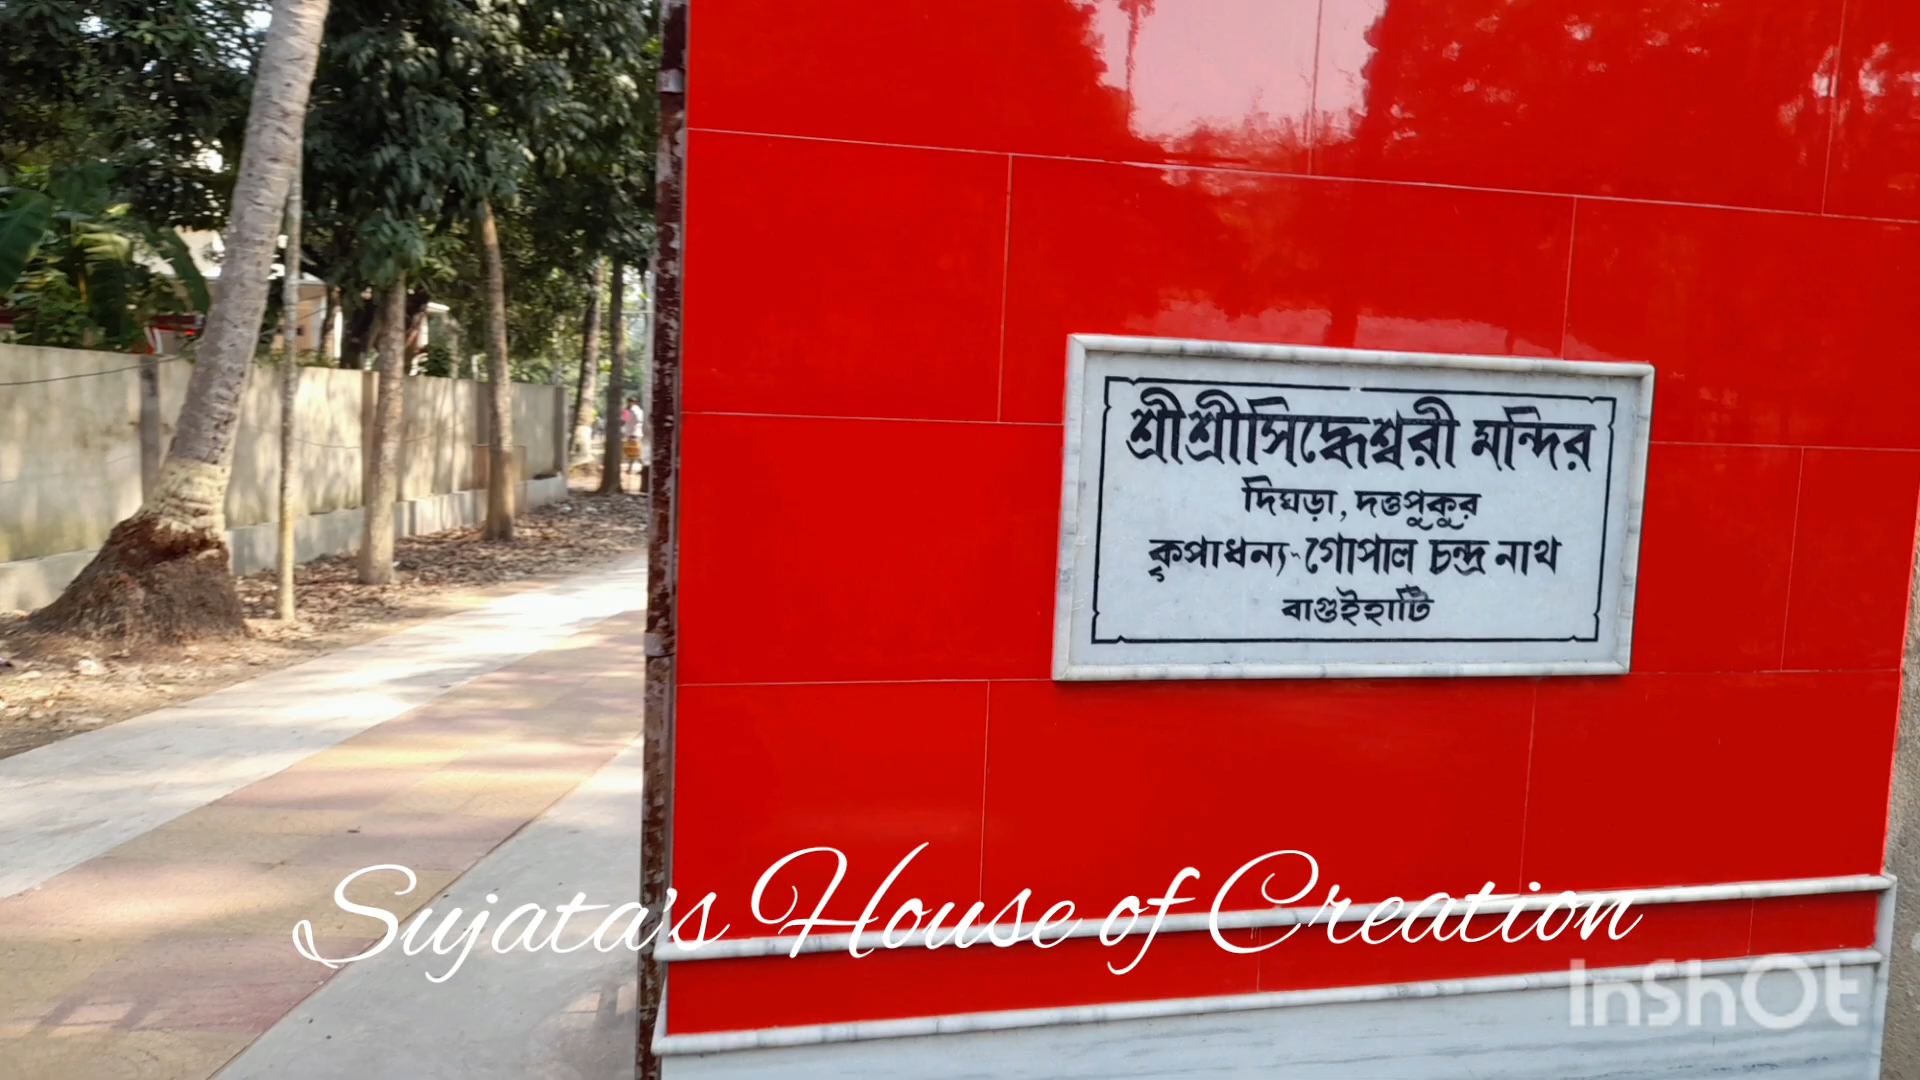 শ্রীশ্রীসিদ্ধেশ্বরী মন্দির
দিঘড়া, দত্তপুকুর
কৃপাধন্য-গোপাল চন্দ্র নাথ
বাগুইহাটি
Sujata's House of Creation
InShOt